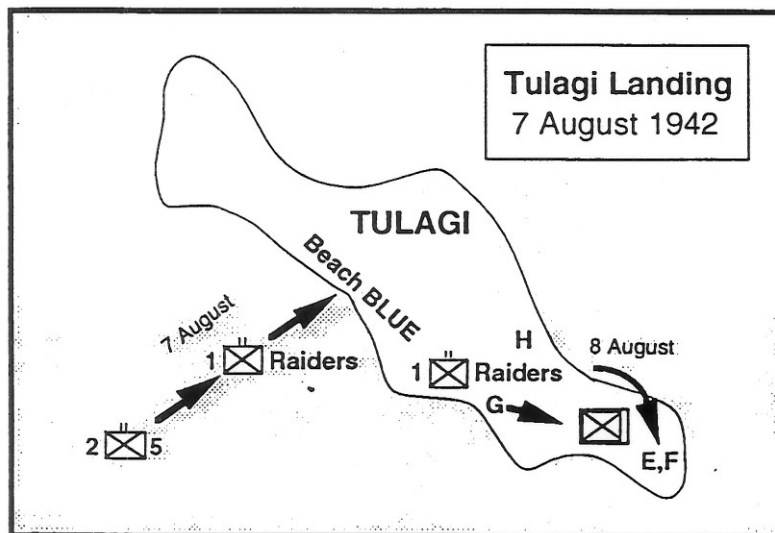 Tulagi Landing
7 August 1942
TULAGI
Beach BLUE
7 August
1 Raiders
2 5
H
8 August
1 Raiders
G
E,F